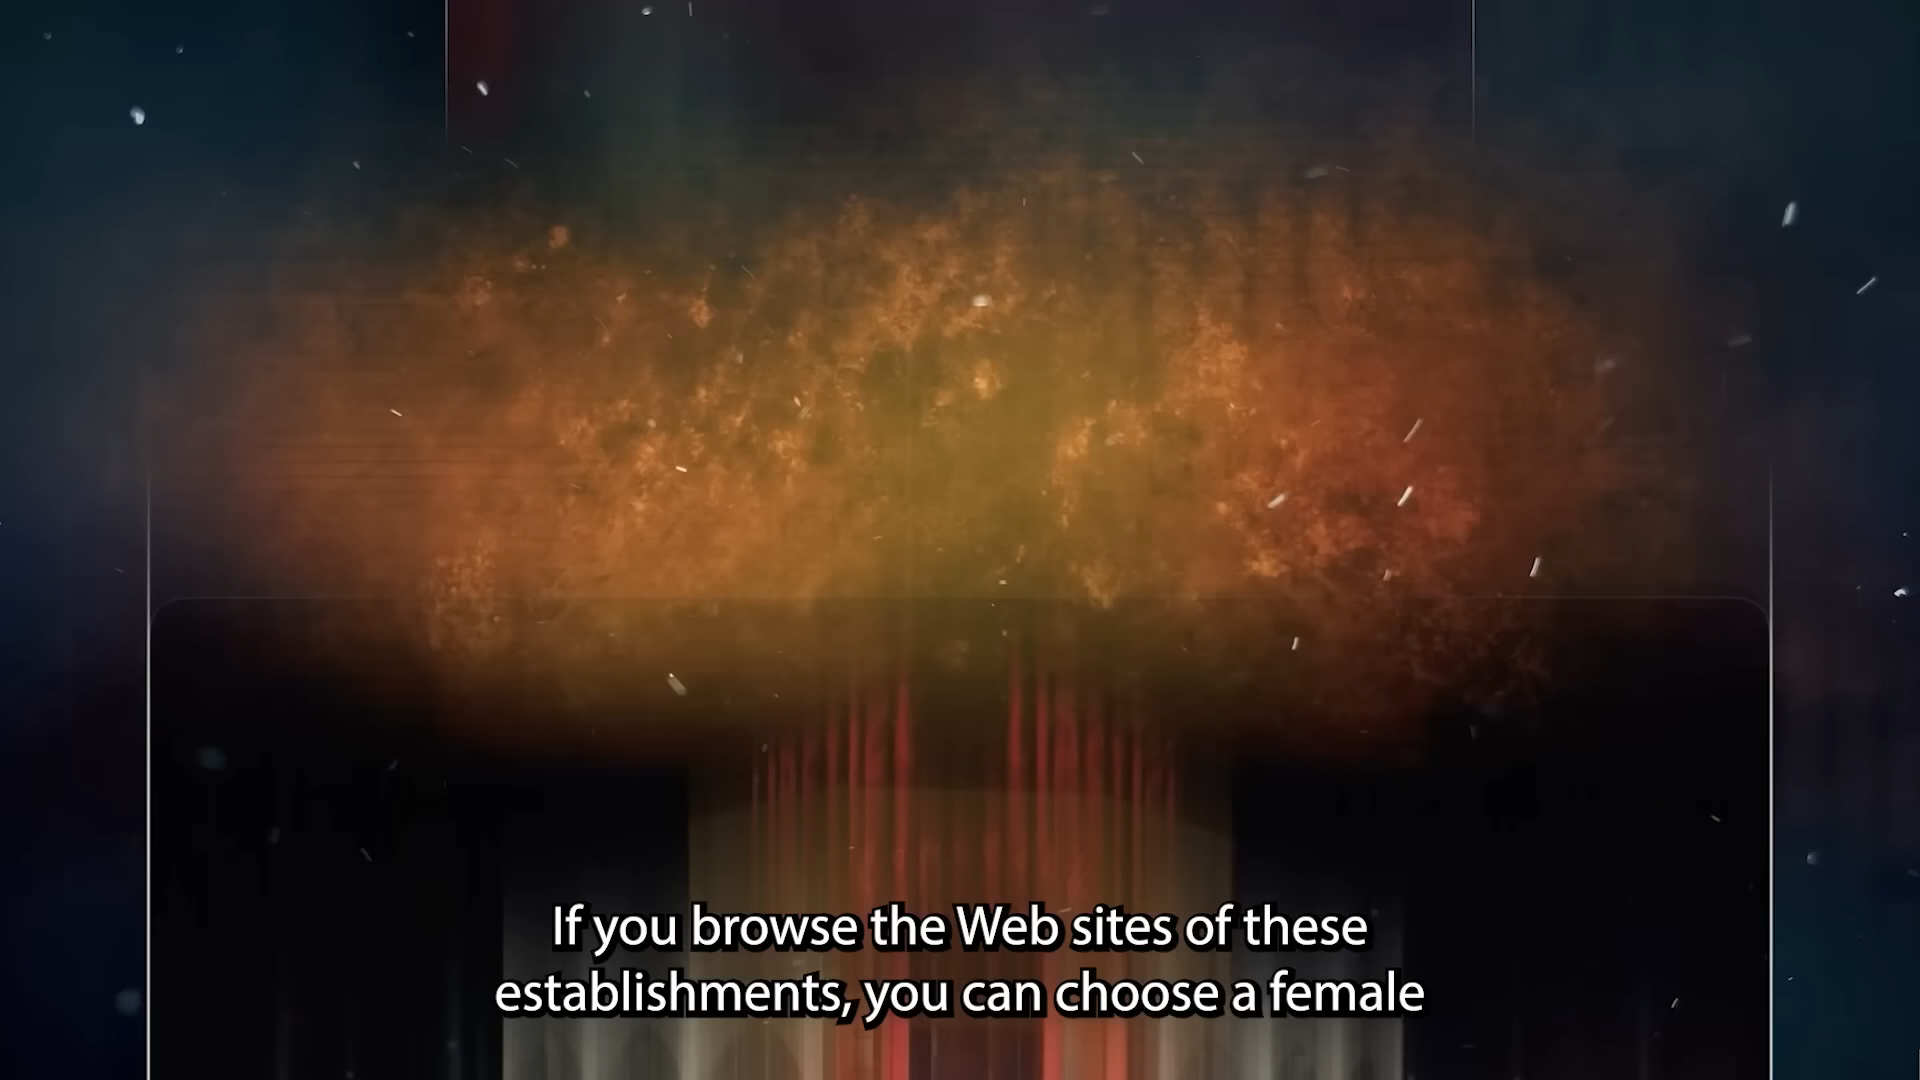 If you browse the Web sites of these
establishments, you can choose a female